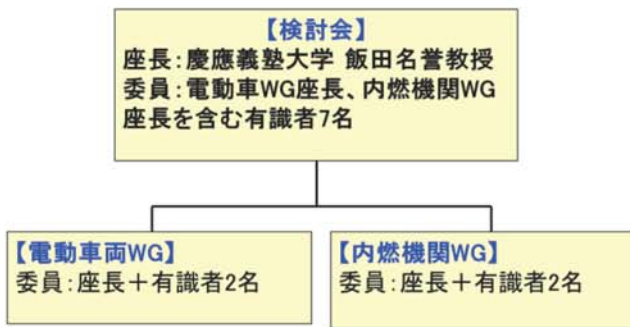 【検討会】
座長:慶應義塾大学 飯田名誉教授
委員:電動車WG座長、内燃機関WG
座長を含む有識者7名
【電動車両WG】
委員:座長+有識者2名
【内燃機関WG】
委員:座長+有識者2名